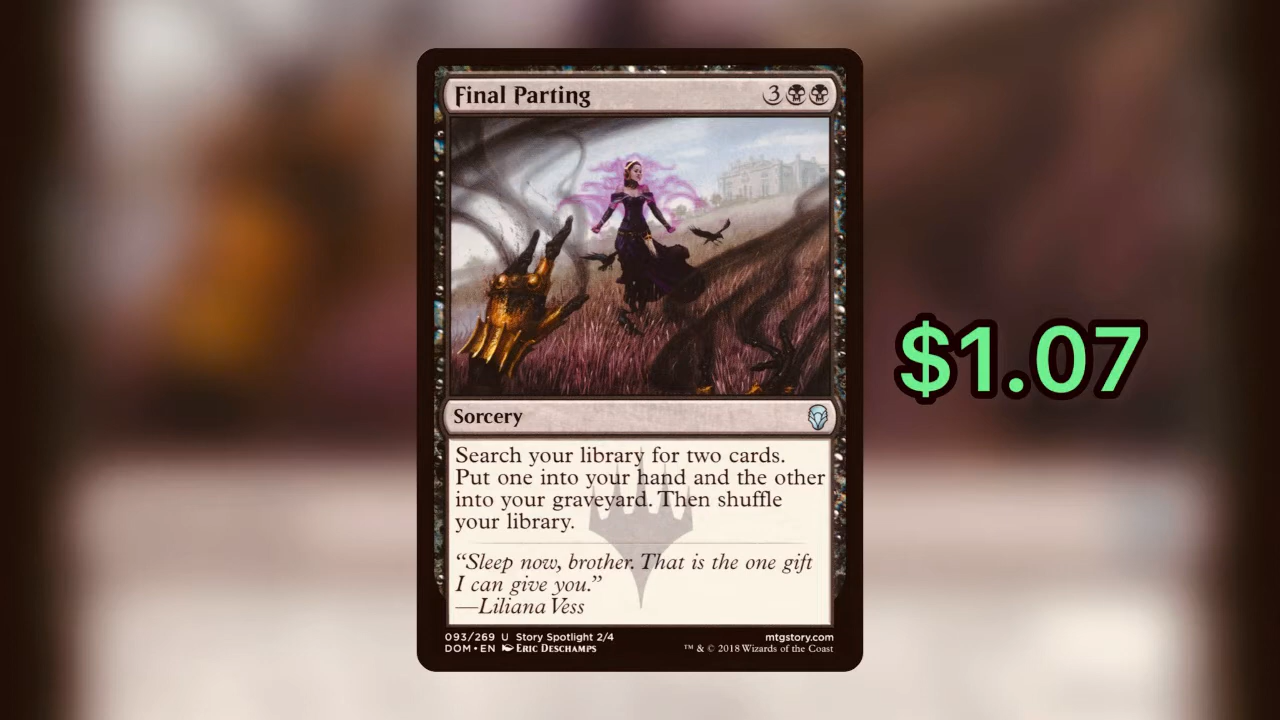 Final Parting 3
$1.07
Sorcery
Search your library for two cards.
Put one into your hand and the other
into your graveyard. Then shuffle
your library.
“Sleep now, brother. That is the one gift
I can give you.”
—Liliana Vess
093/269 U Story Spotlight 2/4
mtgstory.com
DOM • EN Eric Deschamps
™ & © 2018 Wizards of the Coast